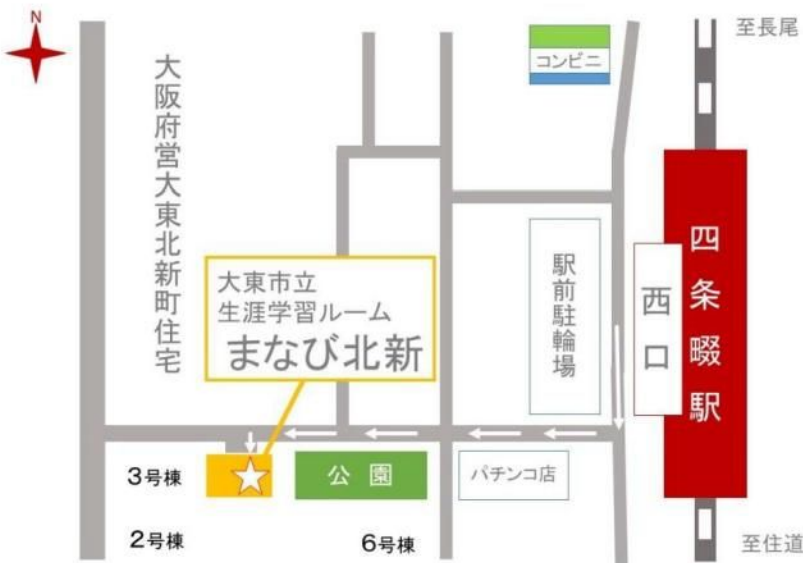 N
至長尾
コンビニ
大阪府営大東北新町住宅
四条畷駅
西口
駅前駐輪場
大東市立
生涯学習ルーム
まなび北新
3号棟
公園
パチンコ店
2号棟
6号棟
至住道